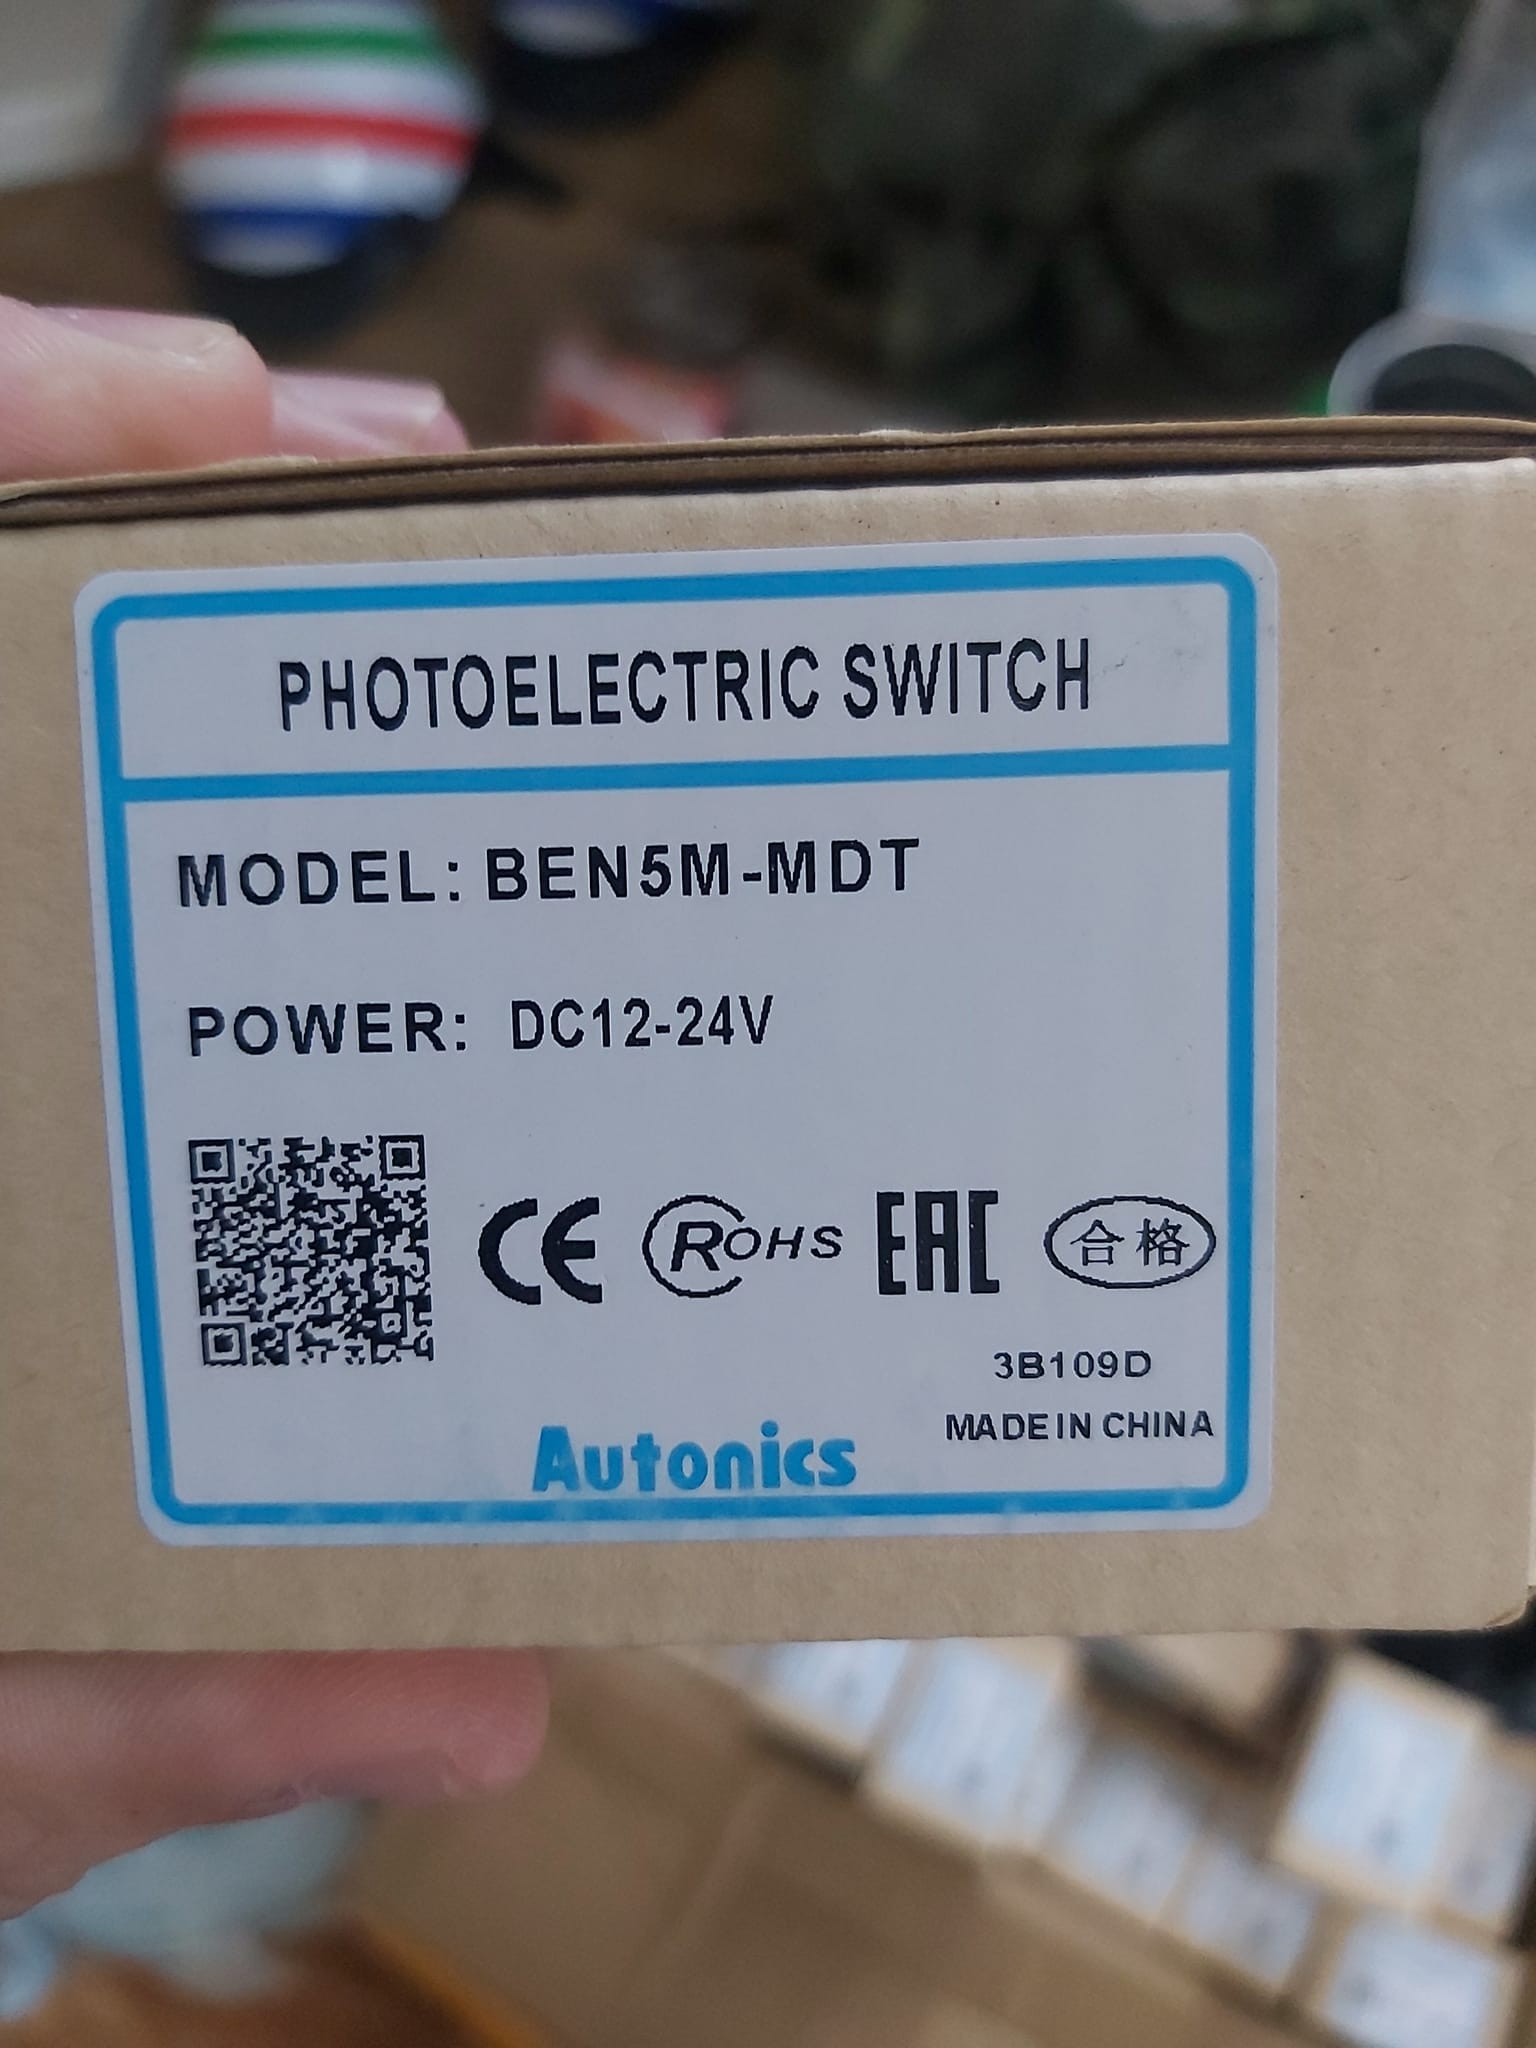 PHOTOELECTRIC SWITCH
MODEL: BEN5M-MDT
POWER: DC12-24V
CE ROHS EAC 合格
3B109D
MADE IN CHINA
Autonics